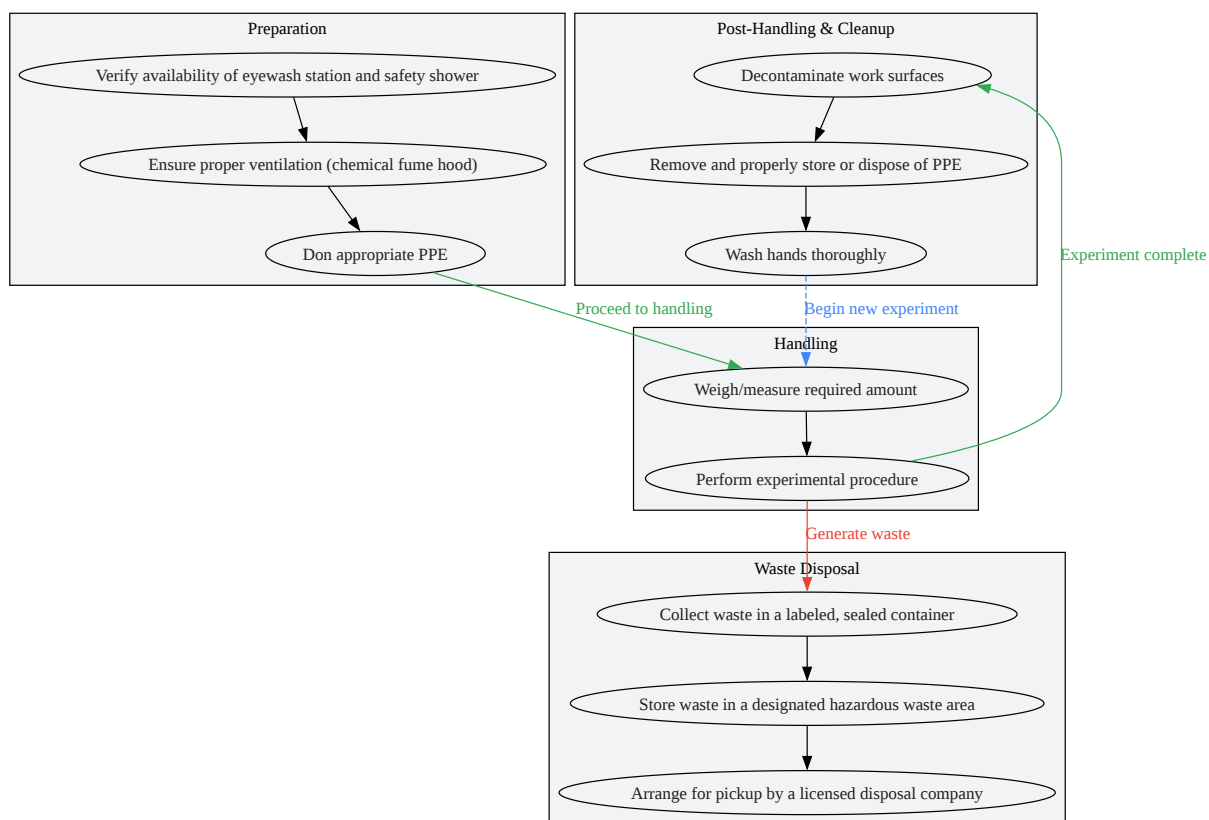 Preparation
Verify availability of eyewash station and safety shower
Ensure proper ventilation (chemical fume hood)
Don appropriate PPE
Post-Handling & Cleanup
Decontaminate work surfaces
Remove and properly store or dispose of PPE
Wash hands thoroughly
Experiment complete
Proceed to handling
Begin new experiment
Handling
Weigh/measure required amount
Perform experimental procedure
Generate waste
Waste Disposal
Collect waste in a labeled, sealed container
Store waste in a designated hazardous waste area
Arrange for pickup by a licensed disposal company